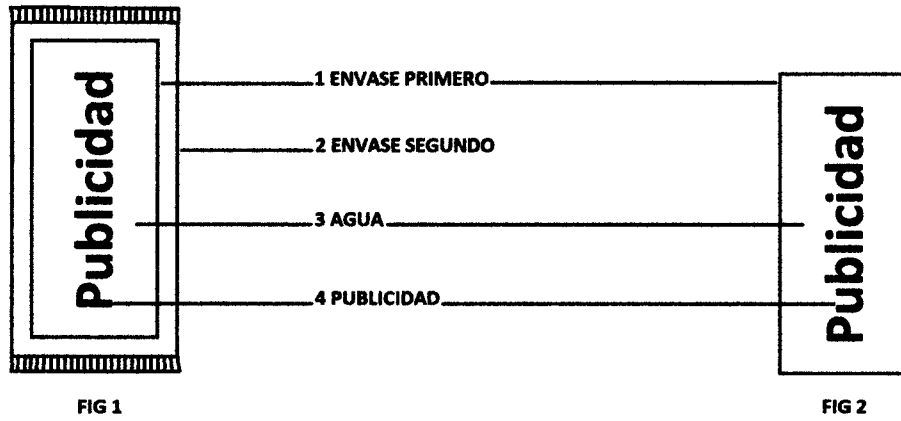 Publicidad
1 ENVASE PRIMERO
2 ENVASE SEGUNDO
3 AGUA
4 PUBLICIDAD
Publicidad
FIG 1
FIG 2